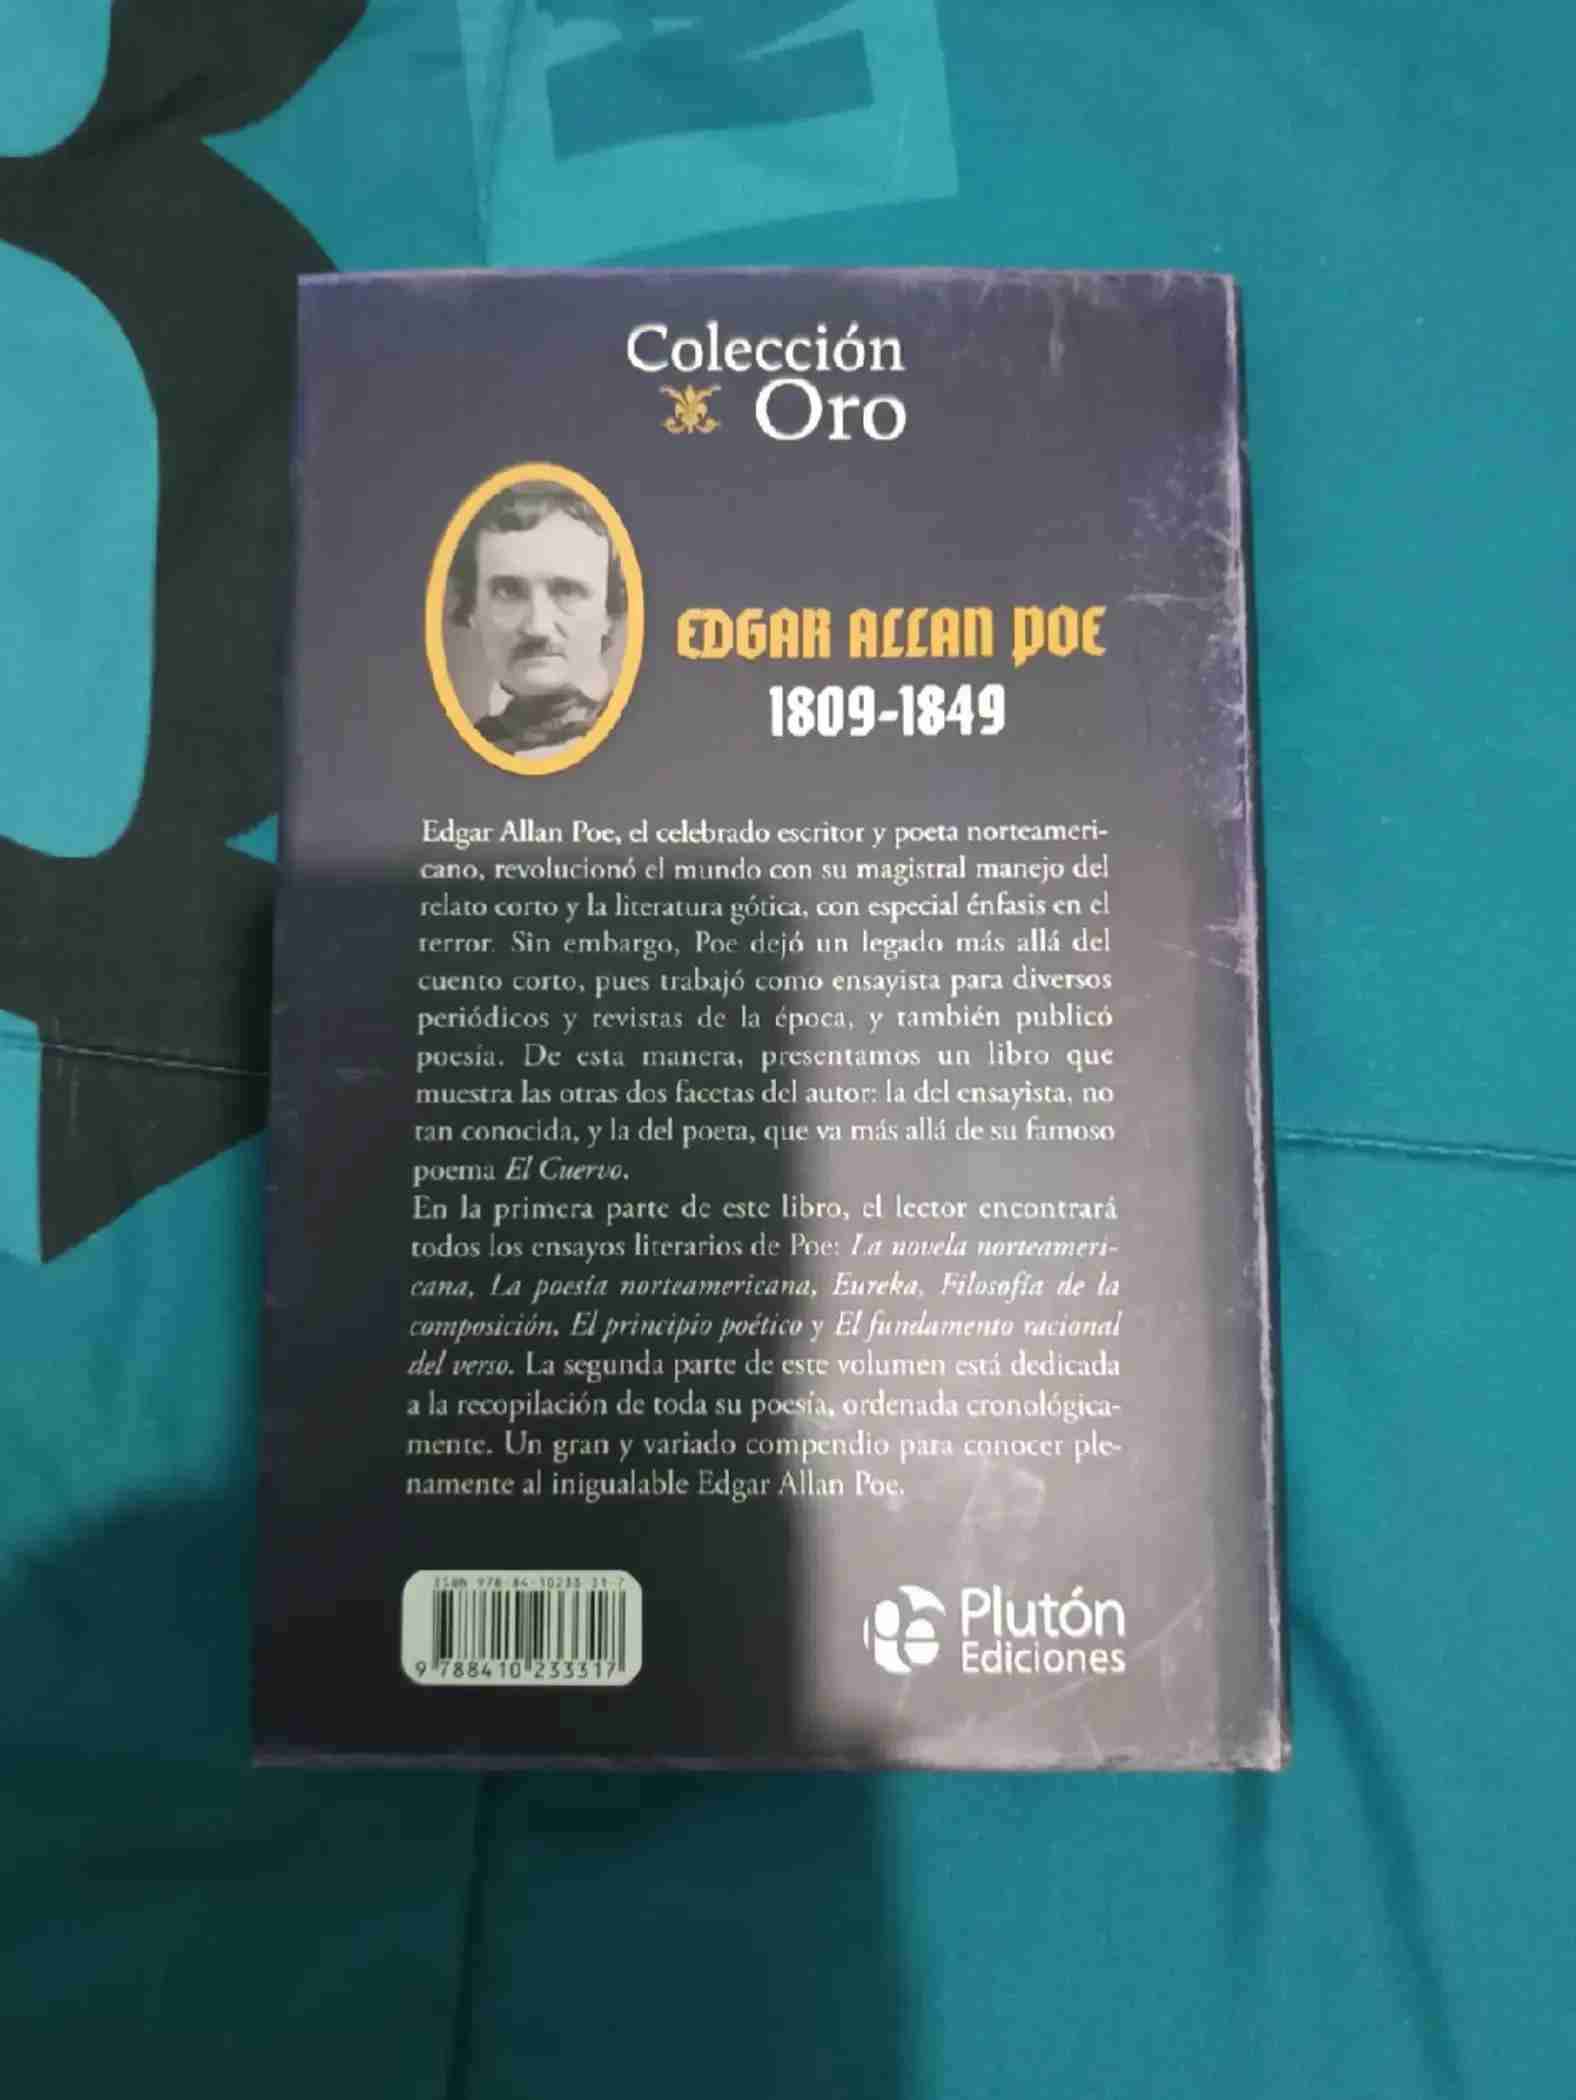 Colección
Oro
EDGAR ALLAN POE
1809-1849
Edgar Allan Poe, el celebrado escritor y poeta norteameri-
cano, revolucionó el mundo con su magistral manejo del
relato corto y la literatura gótica, con especial énfasis en el
terror. Sin embargo, Poe dejó un legado más allá del
cuento corto, pues trabajó como ensayista para diversos
periódicos y revistas de la época, y también publicó
poesía. De esta manera, presentamos un libro que
muestra las otras dos facetas del autor: la del ensayista, no
tan conocida, y la del poeta, que va más allá de su famoso
poema El Cuervo.
En la primera parte de este libro, el lector encontrará
todos los ensayos literarios de Poe: La novela norteameri-
cana, La poesía norteamericana, Eureka, Filosofía de la
composición, El principio poético y El fundamento racional
del verso. La segunda parte de este volumen está dedicada
a la recopilación de toda su poesía, ordenada cronológica-
mente. Un gran y variado compendio para conocer ple-
namente al inigualable Edgar Allan Poe.
ISBN 978-84-10233-31-7
9 788410 233317
Plutón
Ediciones